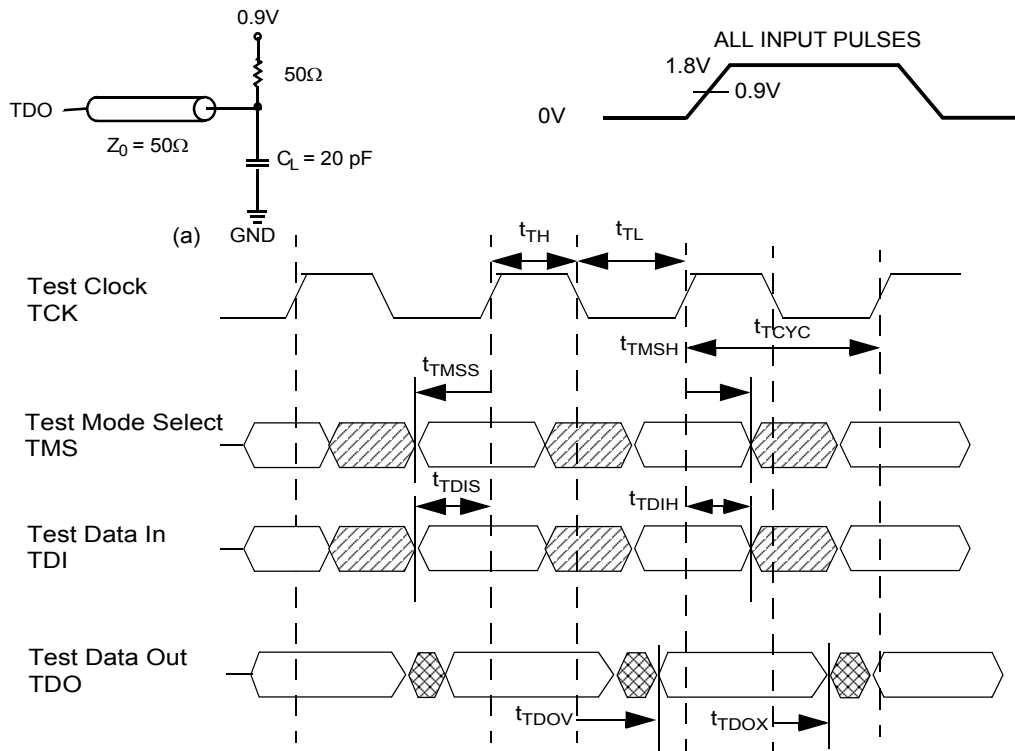 0.9V
ALL INPUT PULSES
50Ω
1.8V
0.9V
TDO
0V
Z0 = 50Ω
CL = 20 pF
(a)
GND
tTH
tTL
Test Clock
TCK
tTMSH
tTCYC
tTMSS
Test Mode Select
TMS
tTDIS
tTDIH
Test Data In
TDI
Test Data Out
TDO
tTDOV
tTDOX